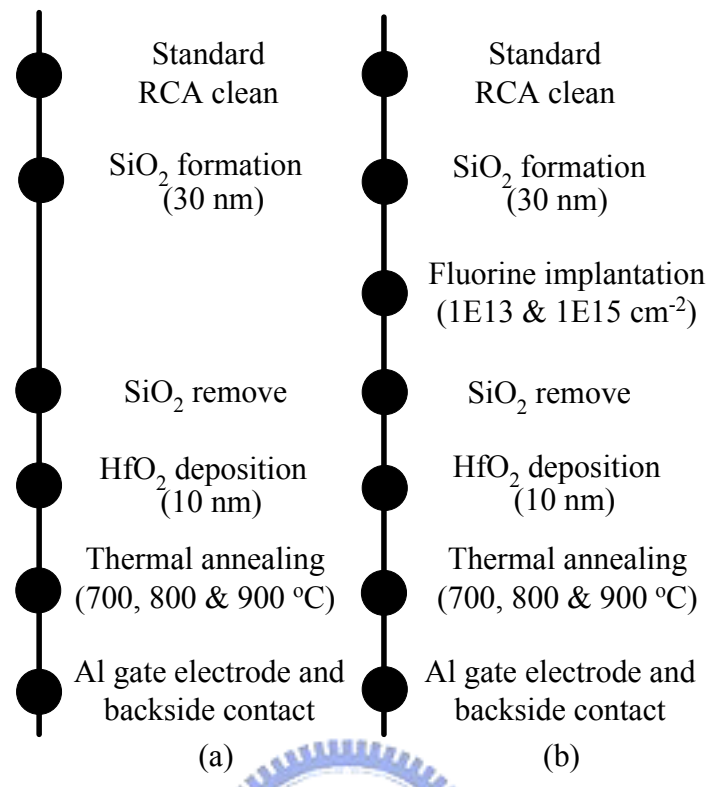 Standard
RCA clean
SiO₂ formation
(30 nm)
SiO₂ remove
HfO₂ deposition
(10 nm)
Thermal annealing
(700, 800 & 900 ºC)
Al gate electrode and
backside contact
(a)
Standard
RCA clean
SiO₂ formation
(30 nm)
Fluorine implantation
(1E13 & 1E15 cm⁻²)
SiO₂ remove
HfO₂ deposition
(10 nm)
Thermal annealing
(700, 800 & 900 ºC)
Al gate electrode and
backside contact
(b)